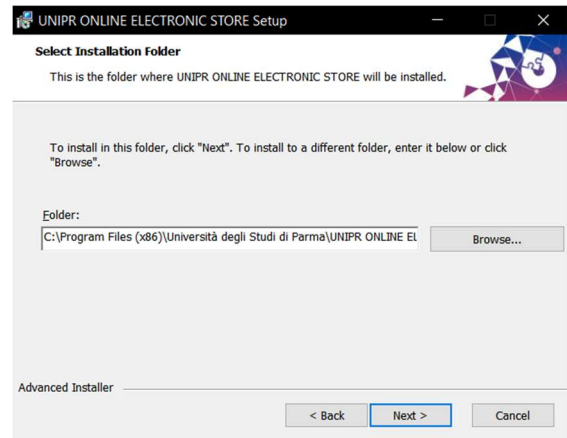 UNIPR ONLINE ELECTRONIC STORE Setup
Select Installation Folder
This is the folder where UNIPR ONLINE ELECTRONIC STORE will be installed.
To install in this folder, click "Next". To install to a different folder, enter it below or click
"Browse".
Folder:
C:\Program Files (x86)\Università degli Studi di Parma\UNIPR ONLINE EL
Browse...
Advanced Installer
< Back Next > Cancel